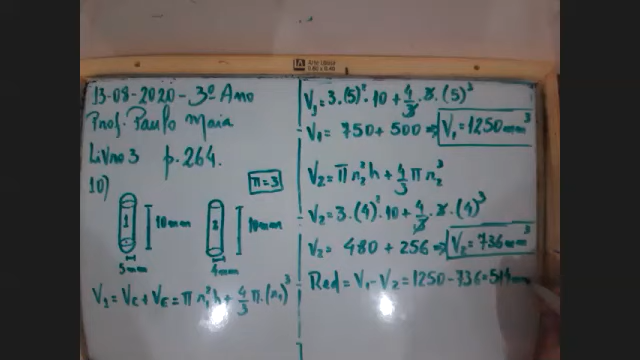 13-08-2020 - 3º Ano
Prof. Paulo Maia
Livro 3 p. 264.
10)
π = 3
1 10mm 2 10mm
5mm 4mm
V₁ = Vc + VE = π r₁² h + 4/3 π . (r₁)³
V₁ = 3 . (5)² . 10 + 4/3 . 3 . (5)³
V₁ = 750 + 500 ⇒ V₁ = 1250 mm³
V₂ = π r₂² h + 4/3 π r₂³
V₂ = 3 . (4)² . 10 + 4/3 . 3 . (4)³
V₂ = 480 + 256 ⇒ V₂ = 736 mm³
Red = V₁ - V₂ = 1250 - 736 = 514 mm